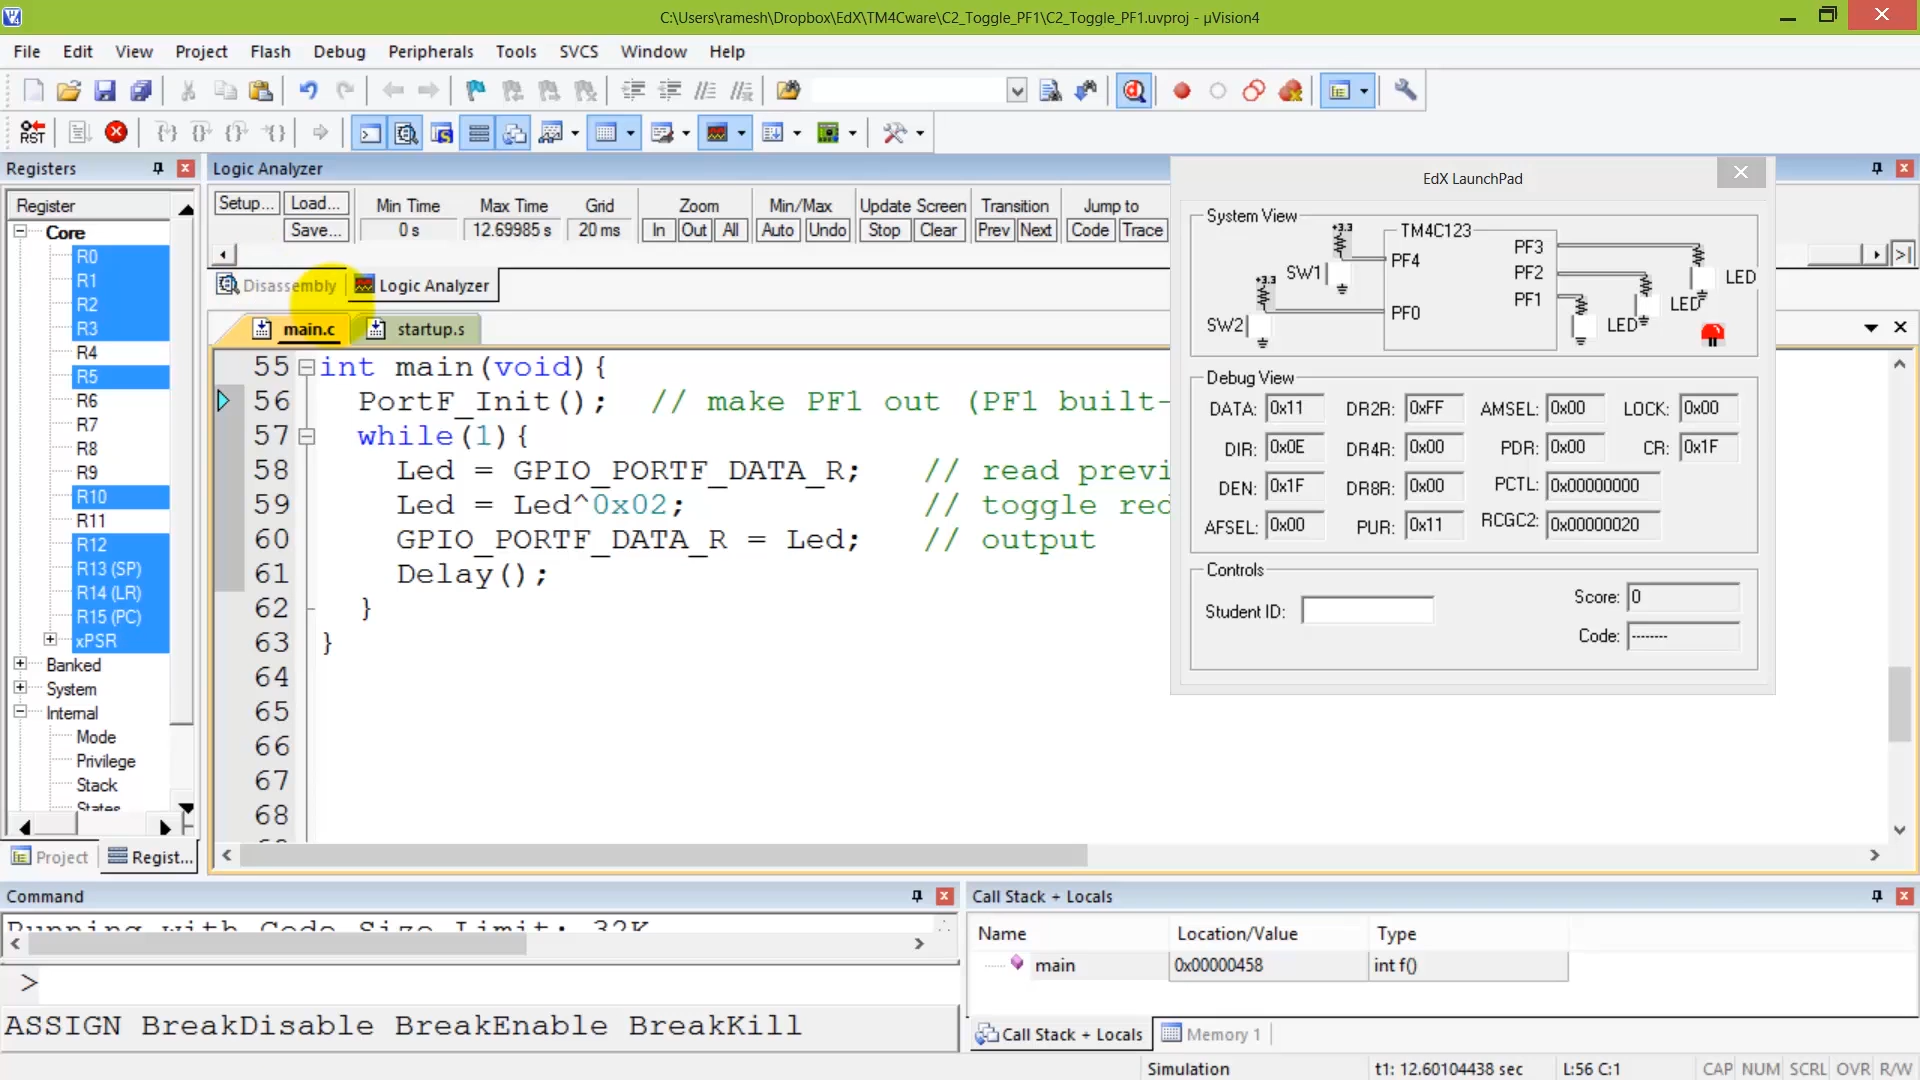 C:\Users\ramesh\Dropbox\EdX\TM4Cware\C2_Toggle_PF1\C2_Toggle_PF1.uvproj - µVision4
File Edit View Project Flash Debug Peripherals Tools SVCS Window Help
RST
Registers
Register
Core
R0
R1
R2
R3
R4
R5
R6
R7
R8
R9
R10
R11
R12
R13 (SP)
R14 (LR)
R15 (PC)
xPSR
Banked
System
Internal
Mode
Privilege
Stack
States
Project Regist...
Logic Analyzer
Setup... Load... Min Time Max Time Grid Zoom Min/Max Update Screen Transition Jump to
Save... 0 s 12.69985 s 20 ms In Out All Auto Undo Stop Clear Prev Next Code Trace
Disassembly Logic Analyzer
main.c startup.s
55 int main(void){
56 PortF_Init(); // make PF1 out (PF1 built-
57 while(1){
58 Led = GPIO_PORTF_DATA_R; // read previ
59 Led = Led^0x02; // toggle red
60 GPIO_PORTF_DATA_R = Led; // output
61 Delay();
62 }
63 }
64
65
66
67
68
EdX LaunchPad
System View
+3.3 TM4C123 PF3
SW1 PF4 PF2 LED
+3.3 PF1 LED
SW2 PF0 LED
Debug View
DATA: 0x11 DR2R: 0xFF AMSEL: 0x00 LOCK: 0x00
DIR: 0x0E DR4R: 0x00 PDR: 0x00 CR: 0x1F
DEN: 0x1F DR8R: 0x00 PCTL: 0x00000000
AFSEL: 0x00 PUR: 0x11 RCGC2: 0x00000020
Controls
Student ID: Score: 0
Code: --------
Command
Running with Code Size Limit: 32K
>
ASSIGN BreakDisable BreakEnable BreakKill
Call Stack + Locals
Name Location/Value Type
main 0x00000458 int f()
Call Stack + Locals Memory 1
Simulation t1: 12.60104438 sec L:56 C:1 CAP NUM SCRL OVR R/W